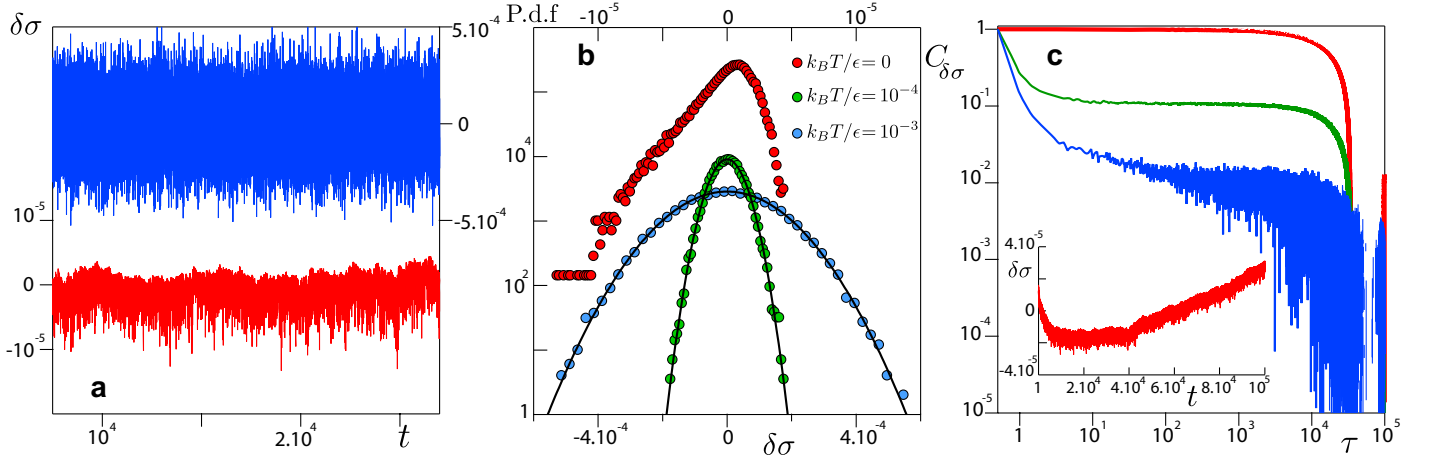 δσ
5.10⁻⁴
0
-5.10⁻⁴
10⁻⁵
0
-10⁻⁵
a
10⁴
2.10⁴
t
P.d.f
-10⁻⁵
0
10⁻⁵
b
k_BT/ϵ=0
k_BT/ϵ=10⁻⁴
k_BT/ϵ=10⁻³
10⁴
10²
1
-4.10⁻⁴
0
4.10⁻⁴
δσ
C_δσ
c
1
10⁻¹
10⁻²
10⁻³
10⁻⁴
10⁻⁵
4.10⁻⁵
δσ
0
-4.10⁻⁵
1
2.10⁴
4.10⁴
6.10⁴
8.10⁴
10⁵
t
1
10¹
10²
10³
10⁴
10⁵
τ